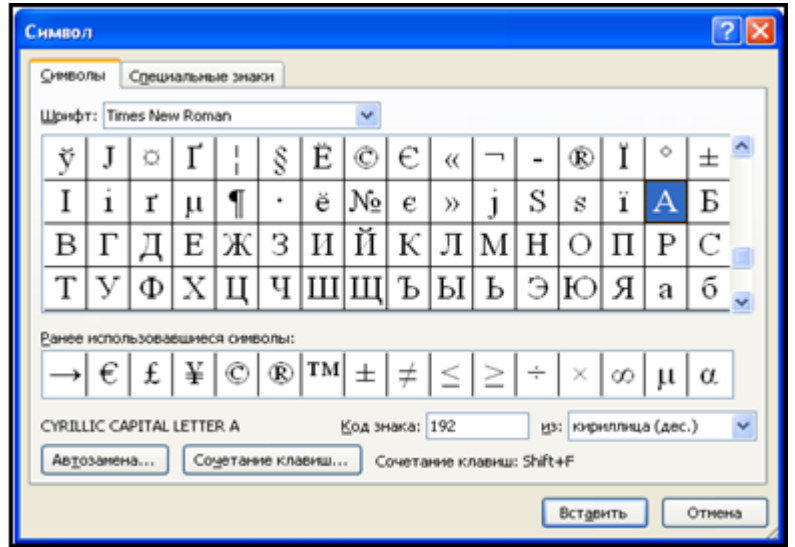 Символ
Символы Специальные знаки
Шрифт: Times New Roman
ў Ј ¤ Ґ ¦ § Ё © Є « ¬ - ® Ї ° ±
І і ґ µ ¶ · ё № є » ј Ѕ ѕ ї А Б
В Г Д Е Ж З И Й К Л М Н О П Р С
Т У Ф Х Ц Ч Ш Щ Ъ Ы Ь Э Ю Я а б
Ранее использовавшиеся символы:
→ € £ ¥ © ® ™ ± ≠ ≤ ≥ ÷ × ∞ µ α
CYRILLIC CAPITAL LETTER A Код знака: 192 из: кириллица (дес.)
Автозамена... Сочетание клавиш... Сочетание клавиш: Shift+F
Вставить Отмена